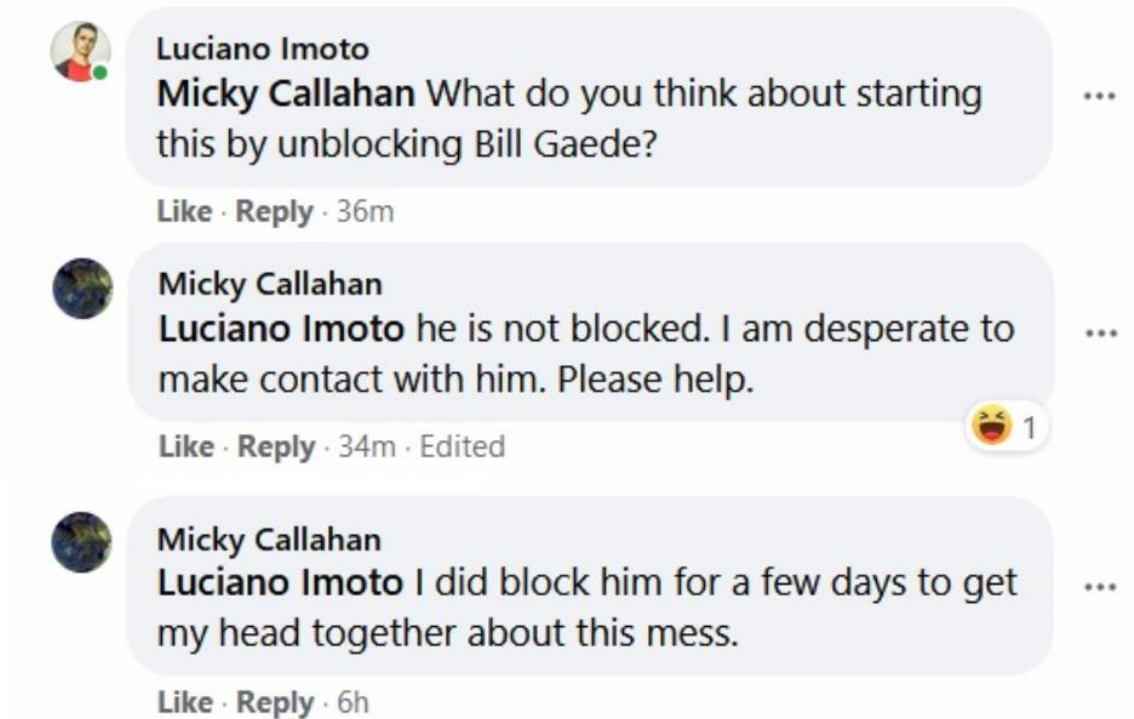 Luciano Imoto
Micky Callahan What do you think about starting
this by unblocking Bill Gaede?
Like · Reply · 36m
Micky Callahan
Luciano Imoto he is not blocked. I am desperate to
make contact with him. Please help.
1
Like · Reply · 34m · Edited
Micky Callahan
Luciano Imoto I did block him for a few days to get
my head together about this mess.
Like · Reply · 6h